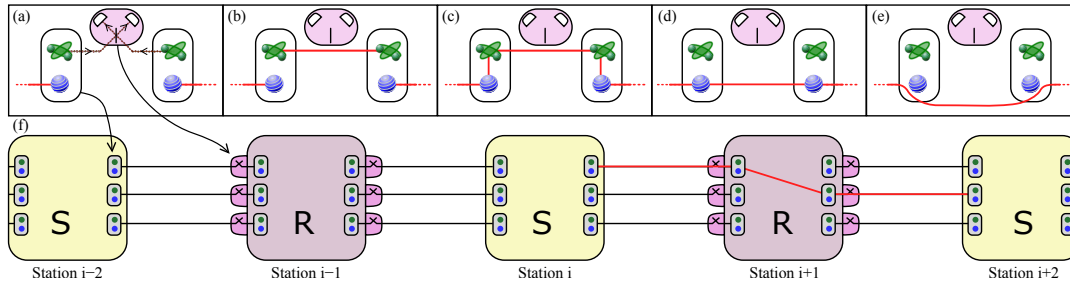 (a) (b) (c) (d) (e)
(f)
S R S R S
Station i−2 Station i−1 Station i Station i+1 Station i+2